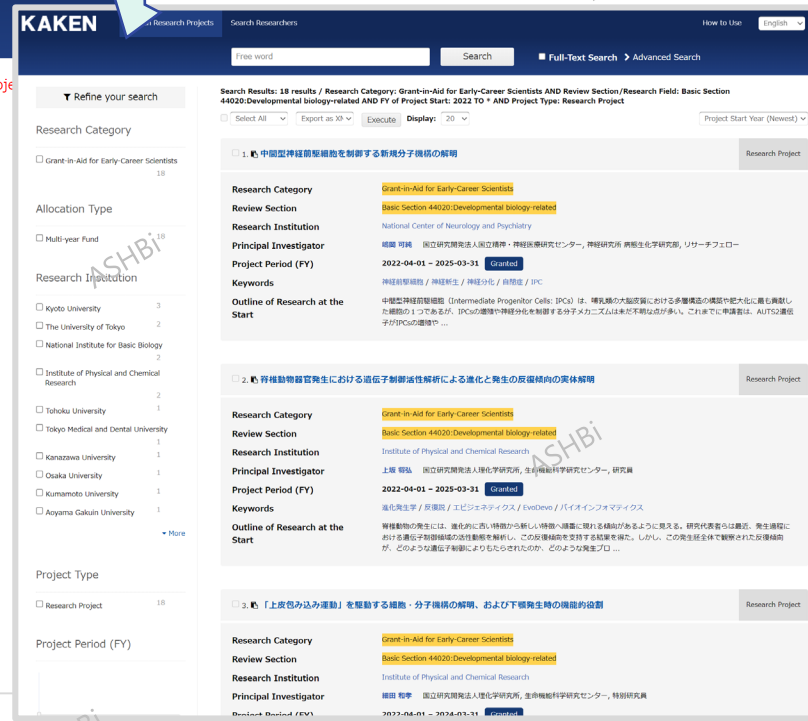 KAKEN
Research Projects
Search Researchers
How to Use
English
Free word
Search
Full-Text Search
Advanced Search
Refine your search
Research Category
Grant-in-Aid for Early-Career Scientists
18
Allocation Type
Multi-year Fund
18
ASHBi
Research Institution
Kyoto University 3
The University of Tokyo 2
National Institute for Basic Biology
2
Institute of Physical and Chemical
Research
2
Tohoku University 1
Tokyo Medical and Dental University
1
Kanazawa University 1
Osaka University 1
Kumamoto University 1
Aoyama Gakuin University 1
More
Project Type
Research Project 18
Project Period (FY)
Search Results: 18 results / Research Category: Grant-in-Aid for Early-Career Scientists AND Review Section/Research Field: Basic Section
44020:Developmental biology-related AND FY of Project Start: 2022 TO * AND Project Type: Research Project
Select All
Export as XM
Execute
Display: 20
Project Start Year (Newest)
1. 中間型神経前駆細胞を制御する新規分子機構の解明
Research Project
Research Category Grant-in-Aid for Early-Career Scientists
Review Section Basic Section 44020:Developmental biology-related
Research Institution National Center of Neurology and Psychiatry
Principal Investigator 嶋岡 可純 国立研究開発法人国立精神・神経医療研究センター, 神経研究所 病態生化学研究部, リサーチフェロー
Project Period (FY) 2022-04-01 – 2025-03-31 Granted
Keywords 神経前駆細胞 / 神経新生 / 神経分化 / 自閉症 / IPC
Outline of Research at the
Start
中間型神経前駆細胞（Intermediate Progenitor Cells: IPCs）は、哺乳類の大脳皮質における多層構造の構築や肥大化に最も貢献し
た細胞の１つであるが、IPCsの増殖や神経分化を制御する分子メカニズムは未だ不明な点が多い。これまでに申請者は、AUTS2遺伝
子がIPCsの増殖や ...
2. 脊椎動物器官発生における遺伝子制御活性解析による進化と発生の反復傾向の実体解明
Research Project
Research Category Grant-in-Aid for Early-Career Scientists
Review Section Basic Section 44020:Developmental biology-related
Research Institution Institute of Physical and Chemical Research
ASHBi
Principal Investigator 上坂 将弘 国立研究開発法人理化学研究所, 生命機能科学研究センター, 研究員
Project Period (FY) 2022-04-01 – 2025-03-31 Granted
Keywords 進化発生学 / 反復説 / エピジェネティクス / EvoDevo / バイオインフォマティクス
Outline of Research at the
Start
脊椎動物の発生には、進化的に古い特徴から新しい特徴へ順番に現れる傾向があるように見える。研究代表者らは最近、発生過程に
おける遺伝子制御領域の活性動態を解析し、この反復傾向を支持する結果を得た。しかし、この発生胚全体で観察された反復傾向
が、どのような遺伝子制御によりもたらされたのか、どのような発生プロ ...
3. 「上皮包み込み運動」を駆動する細胞・分子機構の解明、および下顎発生時の機能的役割
Research Project
Research Category Grant-in-Aid for Early-Career Scientists
Review Section Basic Section 44020:Developmental biology-related
Research Institution Institute of Physical and Chemical Research
Principal Investigator 細田 和孝 国立研究開発法人理化学研究所, 生命機能科学研究センター, 特別研究員
Project Period (FY) 2022-04-01 – 2024-03-31 Granted